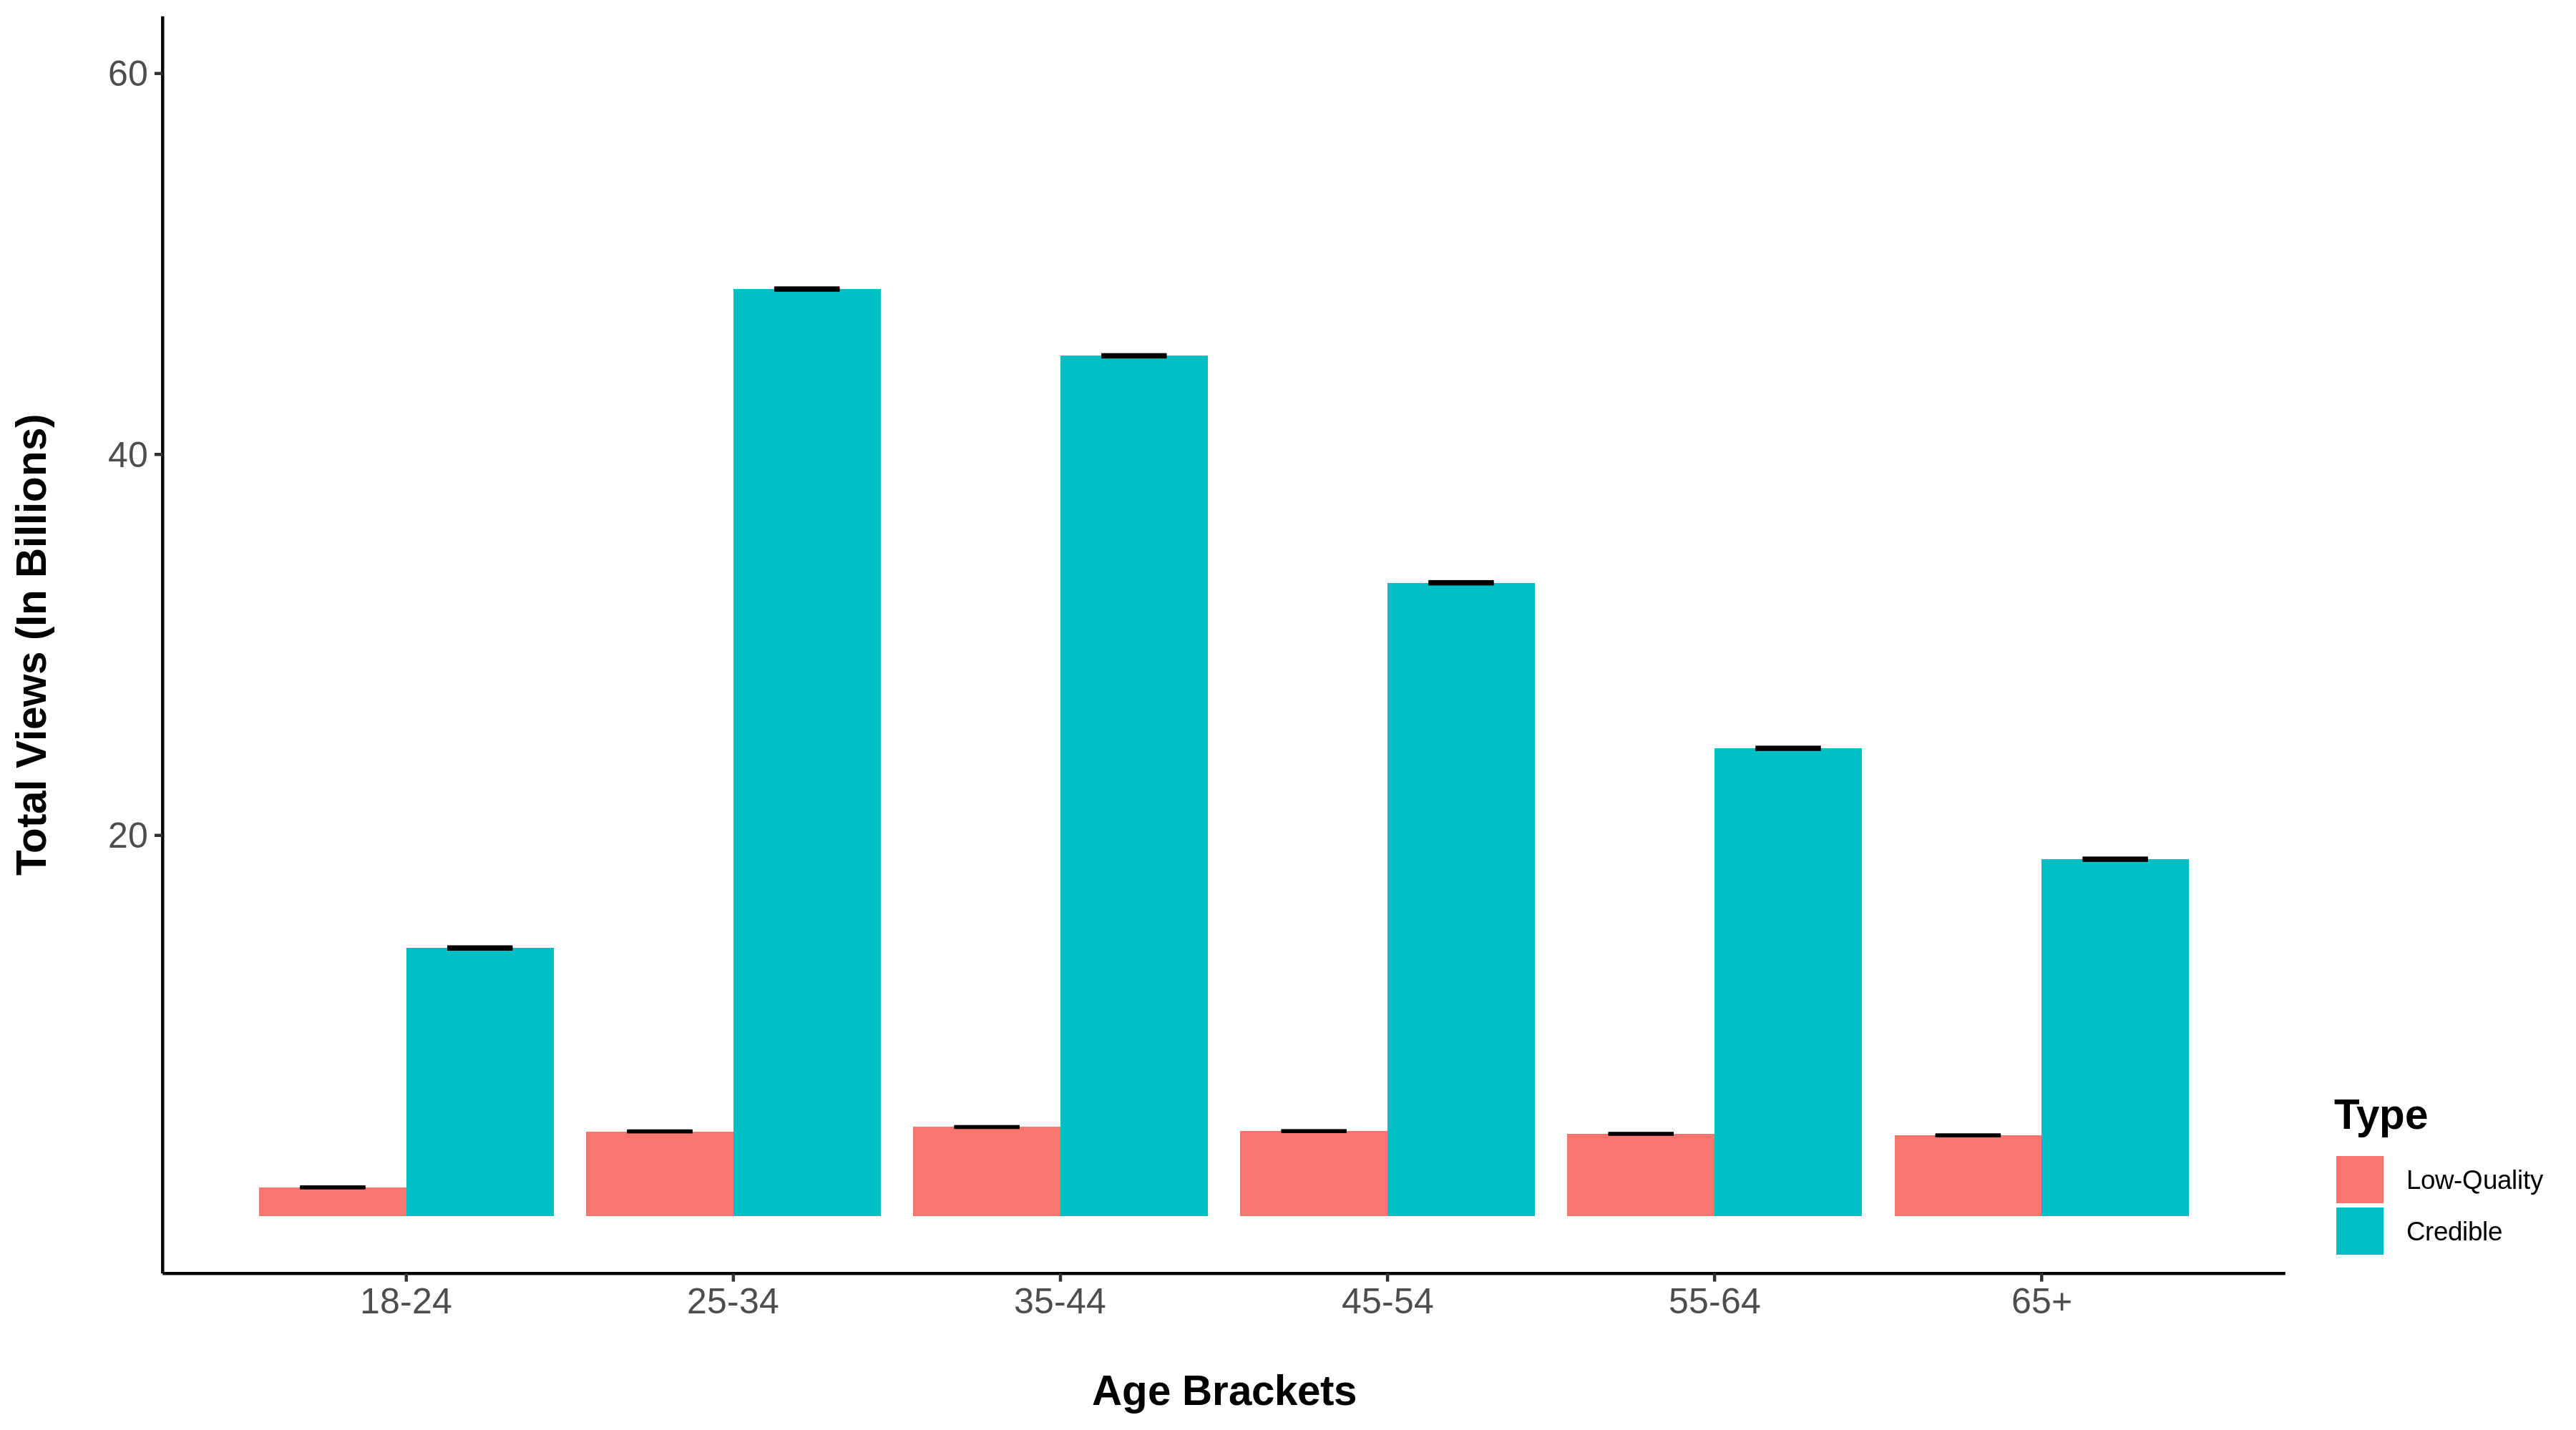 Total Views (In Billions)
60
40
20
18-24
25-34
35-44
45-54
55-64
65+
Age Brackets
Type
Low-Quality
Credible